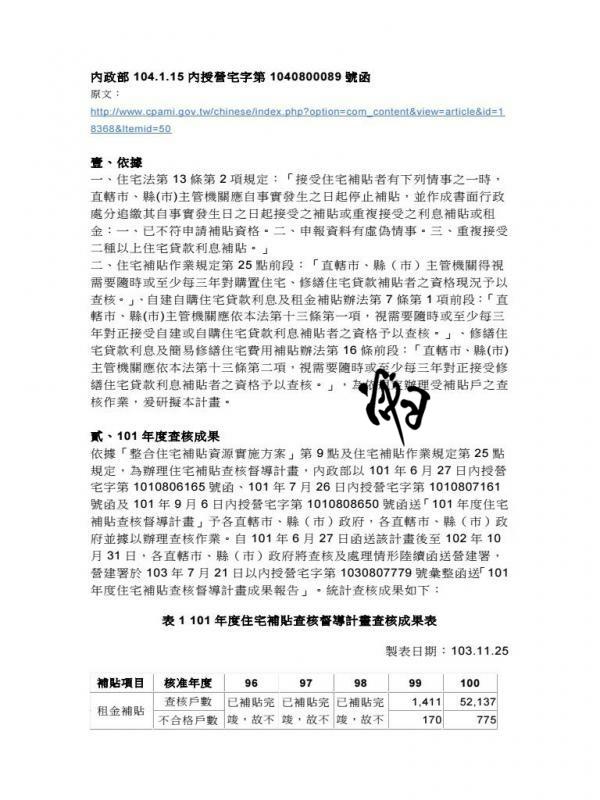 內政部 104.1.15 內授營宅字第 1040800089 號函
原文：
http://www.cpami.gov.tw/chinese/index.php?option=com_content&view=article&id=1
8368&Itemid=50
壹、依據
一、住宅法第 13 條第 2 項規定：「接受住宅補貼者有下列情事之一時，
直轄市、縣(市)主管機關應自事實發生之日起停止補貼，並作成書面行政
處分追繳其自事實發生日之日起接受之補貼或重複接受之利息補貼或租
金：一、已不符申請補貼資格。二、申報資料有虛偽情事。三、重複接受
二種以上住宅貸款利息補貼。」
二、住宅補貼作業規定第 25 點前段：「直轄市、縣（市）主管機關得視
需要隨時或至少每三年對購置住宅、修繕住宅貸款補貼者之資格現況予以
查核。」、自建自購住宅貸款利息及租金補貼辦法第 7 條第 1 項前段：「直
轄市、縣(市)主管機關應依本法第十三條第一項，視需要隨時或至少每三
年對正接受自建或自購住宅貸款利息補貼者之資格予以查核。」、修繕住
宅貸款利息及簡易修繕住宅費用補貼辦法第 16 條前段：「直轄市、縣(市)
主管機關應依本法第十三條第二項，視需要隨時或至少每三年對正接受修
繕住宅貸款利息補貼者之資格予以查核。」，為依辦理受補貼戶之查
核作業，爰研擬本計畫。
貳、101 年度查核成果
依據「整合住宅補貼資源實施方案」第 9 點及住宅補貼作業規定第 25 點
規定，為辦理住宅補貼查核督導計畫，內政部以 101 年 6 月 27 日內授營
宅字第 1010806165 號函、101 年 7 月 26 日內授營宅字第 1010807161
號函及 101 年 9 月 6 日內授營宅字第 1010808650 號函送「101 年度住宅
補貼查核督導計畫」予各直轄市、縣（市）政府，各直轄市、縣（市）政
府並據以辦理查核作業。自 101 年 6 月 27 日函送該計畫後至 102 年 10
月 31 日，各直轄市、縣（市）政府將查核及處理情形陸續函送營建署，
營建署於 103 年 7 月 21 日以內授營宅字第 1030807779 號彙整函送「101
年度住宅補貼查核督導計畫成果報告」。統計查核成果如下：
表 1 101 年度住宅補貼查核督導計畫查核成果表
製表日期：103.11.25
補貼項目 核准年度 96 97 98 99 100
租金補貼 查核戶數 已補貼完 已補貼完 已補貼完 1,411 52,137
不合格戶數 竣，故不 竣，故不 竣，故不 170 775